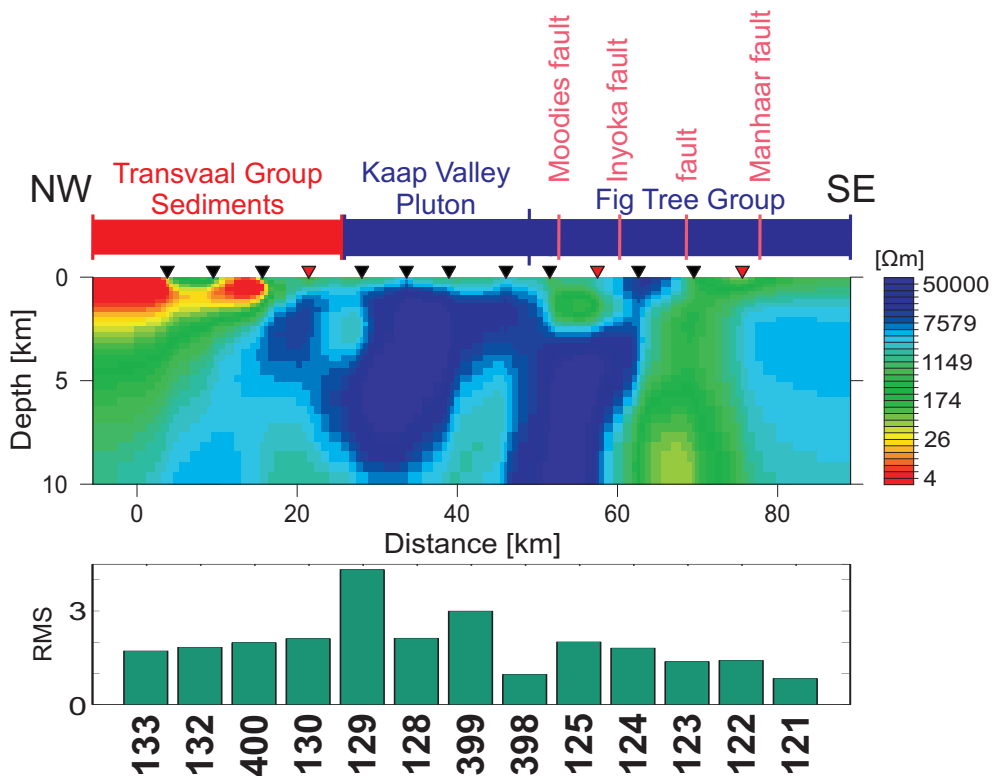 Moodies fault
Inyoka fault
fault
Manhaar fault
NW
Transvaal Group
Sediments
Kaap Valley
Pluton
Fig Tree Group
SE
[Ωm]
50000
7579
1149
174
26
4
Depth [km]
0
5
10
0
20
40
60
80
Distance [km]
RMS
3
0
133
132
400
130
129
128
399
398
125
124
123
122
121